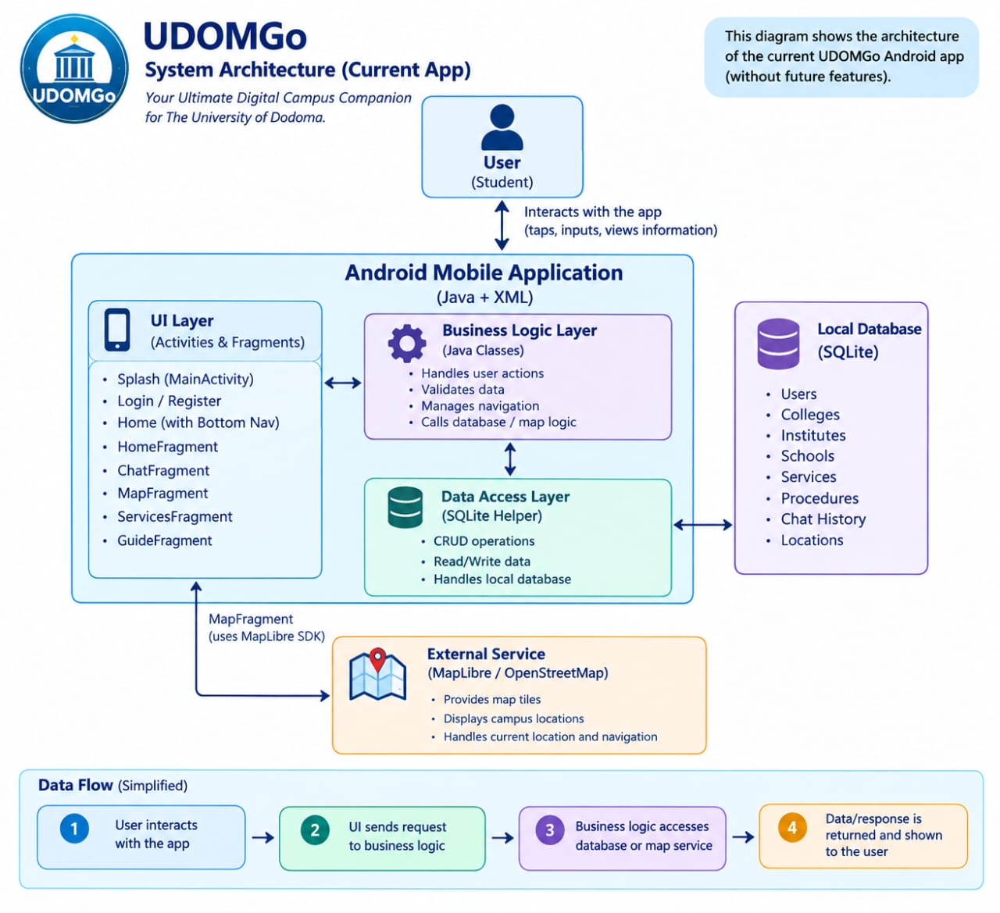 UDOMGo
UDOMGo
System Architecture (Current App)
Your Ultimate Digital Campus Companion
for The University of Dodoma.
This diagram shows the architecture
of the current UDOMGo Android app
(without future features).
User
(Student)
Interacts with the app
(taps, inputs, views information)
Android Mobile Application
(Java + XML)
UI Layer
(Activities & Fragments)
• Splash (MainActivity)
• Login / Register
• Home (with Bottom Nav)
• HomeFragment
• ChatFragment
• MapFragment
• ServicesFragment
• GuideFragment
Business Logic Layer
(Java Classes)
• Handles user actions
• Validates data
• Manages navigation
• Calls database / map logic
Data Access Layer
(SQLite Helper)
• CRUD operations
• Read/Write data
• Handles local database
Local Database
(SQLite)
• Users
• Colleges
• Institutes
• Schools
• Services
• Procedures
• Chat History
• Locations
MapFragment
(uses MapLibre SDK)
External Service
(MapLibre / OpenStreetMap)
• Provides map tiles
• Displays campus locations
• Handles current location and navigation
Data Flow (Simplified)
1
User interacts
with the app
2
UI sends request
to business logic
3
Business logic accesses
database or map service
4
Data/response is
returned and shown
to the user